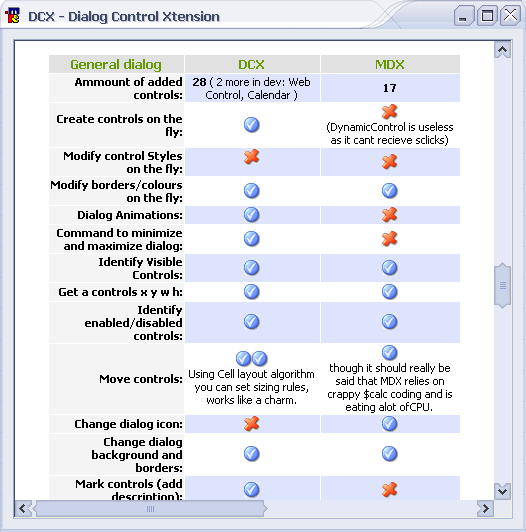 DCX - Dialog Control Xtension
General dialog DCX MDX
Ammount of added controls: 28 ( 2 more in dev: Web Control, Calendar ) 17
Create controls on the fly: (DynamicControl is useless as it cant recieve sclicks)
Modify control Styles on the fly:
Modify borders/colours on the fly:
Dialog Animations:
Command to minimize and maximize dialog:
Identify Visible Controls:
Get a controls x y w h:
Identify enabled/disabled controls:
Move controls: Using Cell layout algorithm you can set sizing rules, works like a charm. though it should really be said that MDX relies on crappy $calc coding and is eating alot ofCPU.
Change dialog icon:
Change dialog background and borders:
Mark controls (add description):